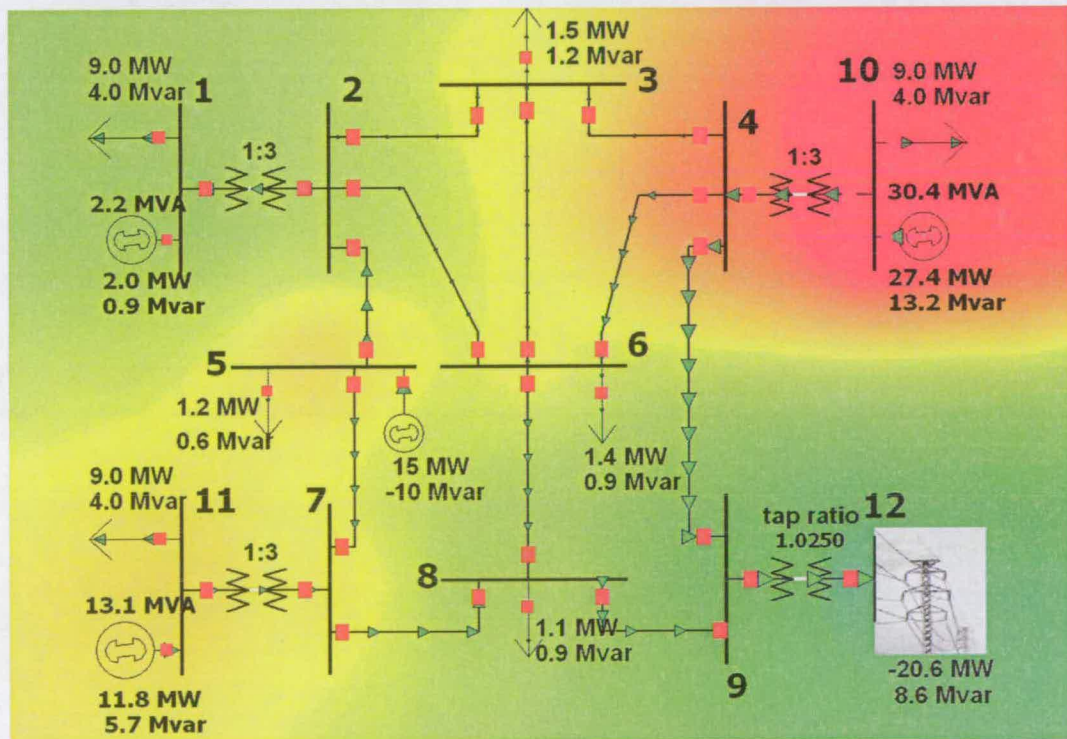 1.5 MW
1.2 Mvar
3
9.0 MW
4.0 Mvar
1
2
10
9.0 MW
4.0 Mvar
4
1:3
1:3
2.2 MVA
30.4 MVA
2.0 MW
0.9 Mvar
27.4 MW
13.2 Mvar
5
6
1.2 MW
0.6 Mvar
15 MW
-10 Mvar
1.4 MW
0.9 Mvar
9.0 MW
4.0 Mvar
11
7
tap ratio
1.0250
12
1:3
8
13.1 MVA
1.1 MW
0.9 Mvar
9
11.8 MW
5.7 Mvar
-20.6 MW
8.6 Mvar